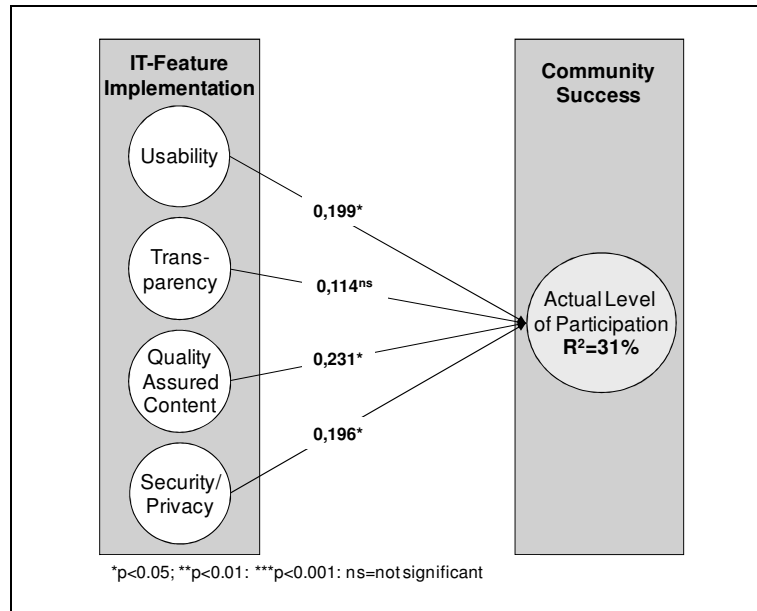 IT-Feature
Implementation
Usability
Trans-
parency
Quality
Assured
Content
Security/
Privacy
0,199*
0,114ns
0,231*
0,196*
Community
Success
Actual Level
of Participation
R²=31%
*p<0.05; **p<0.01: ***p<0.001: ns=not significant